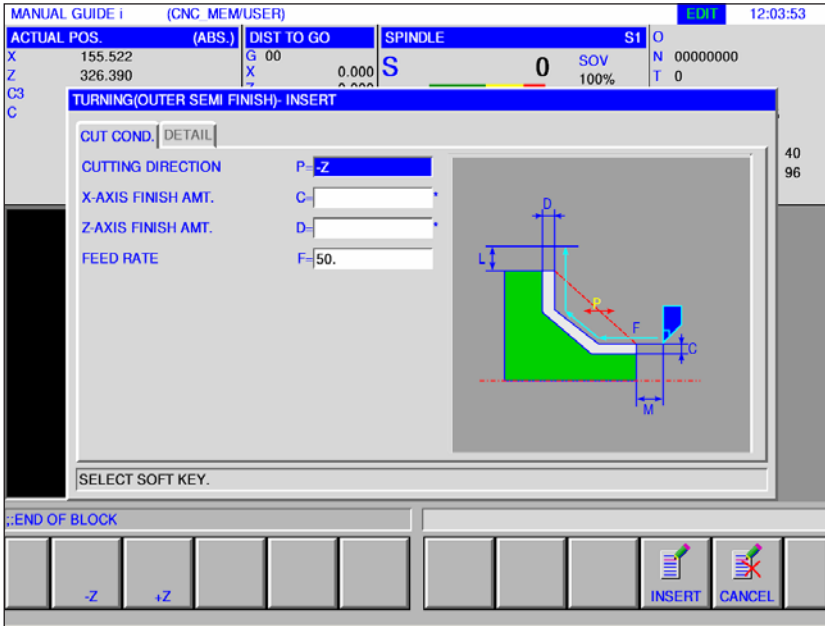 MANUAL GUIDE i (CNC_MEM/USER) EDIT 12:03:53
ACTUAL POS. (ABS.) DIST TO GO SPINDLE S1 O
X 155.522 G 00 S 0 SOV N 00000000
Z 326.390 X 0.000 100% T 0
C3
C
TURNING(OUTER SEMI FINISH)- INSERT
CUT COND. DETAIL
CUTTING DIRECTION P= -Z
X-AXIS FINISH AMT. C= *
Z-AXIS FINISH AMT. D= *
FEED RATE F= 50.
40
96
D
L
P
F
C
M
SELECT SOFT KEY.
;:END OF BLOCK
-Z +Z INSERT CANCEL